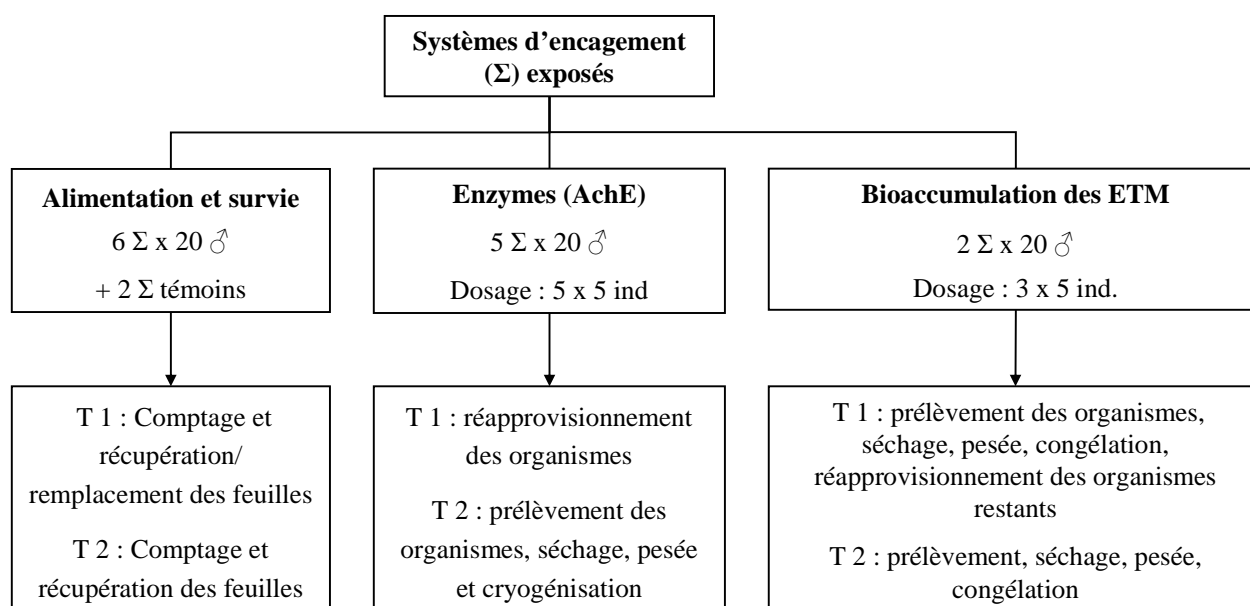 Systèmes d’encagement
(Σ) exposés
Alimentation et survie
6 Σ x 20 ♂
+ 2 Σ témoins
Enzymes (AchE)
5 Σ x 20 ♂
Dosage : 5 x 5 ind
Bioaccumulation des ETM
2 Σ x 20 ♂
Dosage : 3 x 5 ind.
T 1 : Comptage et
récupération/
remplacement des feuilles
T 2 : Comptage et
récupération des feuilles
T 1 : réapprovisionnement
des organismes
T 2 : prélèvement des
organismes, séchage, pesée
et cryogénisation
T 1 : prélèvement des organismes,
séchage, pesée, congélation,
réapprovisionnement des organismes
restants
T 2 : prélèvement, séchage, pesée,
congélation